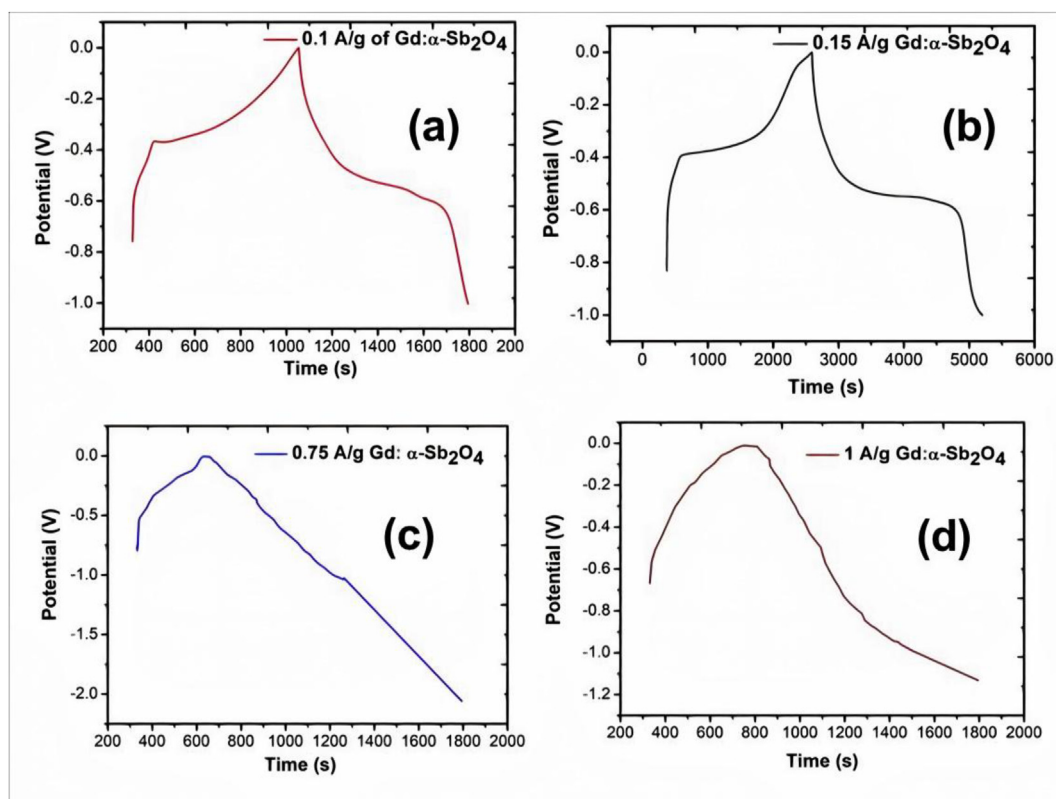 0.1 A/g of Gd:α-Sb2O4
(a)
Potential (V)
0.0
-0.2
-0.4
-0.6
-0.8
-1.0
200 400 600 800 1000 1200 1400 1600 1800 200
Time (s)
0.15 A/g Gd:α-Sb2O4
(b)
Potential (V)
0.0
-0.2
-0.4
-0.6
-0.8
-1.0
0 1000 2000 3000 4000 5000 6000
Time (s)
0.75 A/g Gd: α-Sb2O4
(c)
Potential (V)
0.0
-0.5
-1.0
-1.5
-2.0
200 400 600 800 1000 1200 1400 1600 1800 2000
Time (s)
1 A/g Gd:α-Sb2O4
(d)
Potential (V)
0.0
-0.2
-0.4
-0.6
-0.8
-1.0
-1.2
200 400 600 800 1000 1200 1400 1600 1800 2000
Time (s)